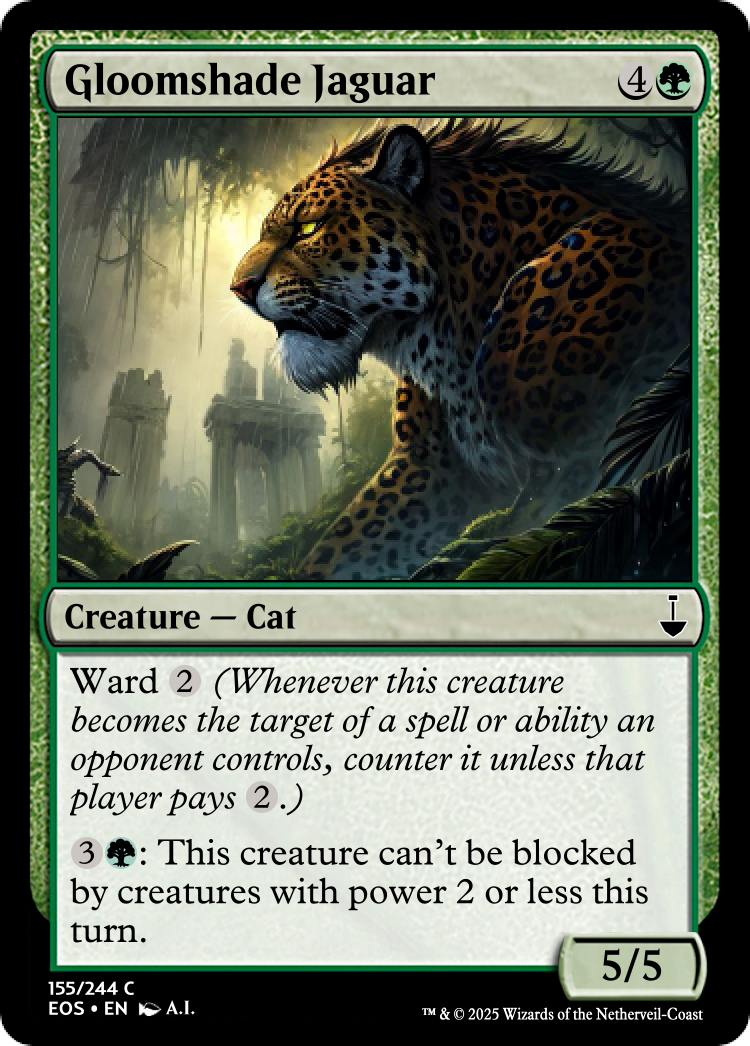 Gloomshade Jaguar 4
Creature — Cat
Ward 2 (Whenever this creature
becomes the target of a spell or ability an
opponent controls, counter it unless that
player pays 2.)
3: This creature can't be blocked
by creatures with power 2 or less this
turn.
5/5
155/244 C
EOS • EN A.I.
™ & © 2025 Wizards of the Netherveil-Coast